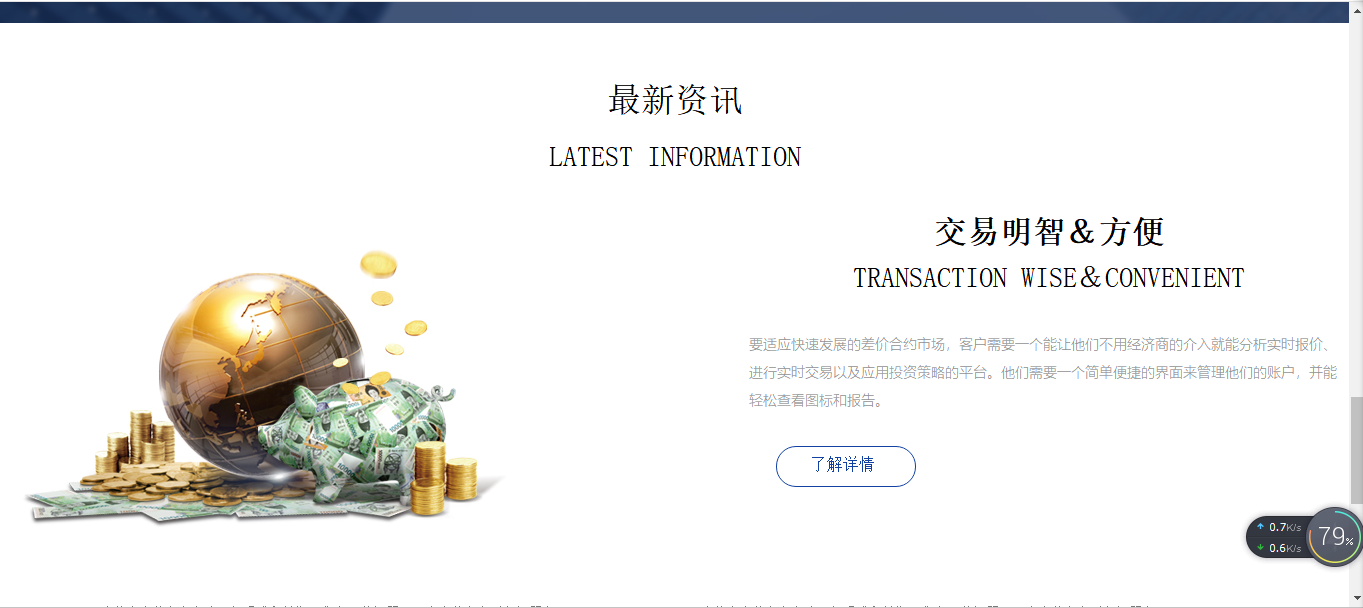 最新资讯
LATEST INFORMATION
交易明智＆方便
TRANSACTION WISE＆CONVENIENT
要适应快速发展的差价合约市场，客户需要一个能让他们不用经济商的介入就能分析实时报价、
进行实时交易以及应用投资策略的平台。他们需要一个简单便捷的界面来管理他们的账户，并能
轻松查看图标和报告。
了解详情
0.7K/s
0.6K/s
79%